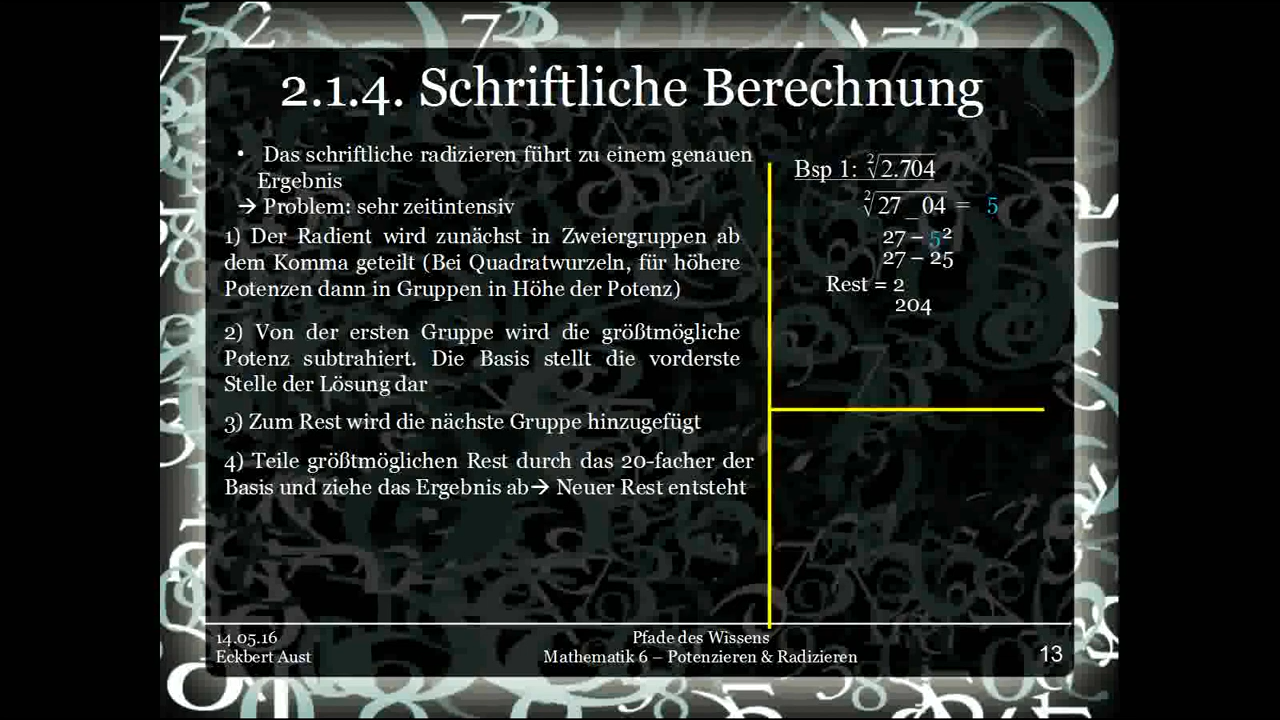 2.1.4. Schriftliche Berechnung
• Das schriftliche radizieren führt zu einem genauen
Ergebnis
→ Problem: sehr zeitintensiv
1) Der Radient wird zunächst in Zweiergruppen ab
dem Komma geteilt (Bei Quadratwurzeln, für höhere
Potenzen dann in Gruppen in Höhe der Potenz)
2) Von der ersten Gruppe wird die größtmögliche
Potenz subtrahiert. Die Basis stellt die vorderste
Stelle der Lösung dar
3) Zum Rest wird die nächste Gruppe hinzugefügt
4) Teile größtmöglichen Rest durch das 20-facher der
Basis und ziehe das Ergebnis ab→ Neuer Rest entsteht
Bsp 1: ²√2.704
²√27_04 = 5
27 – 5²
27 – 25
Rest = 2
204
14.05.16
Eckbert Aust
Pfade des Wissens
Mathematik 6 – Potenzieren & Radizieren
13